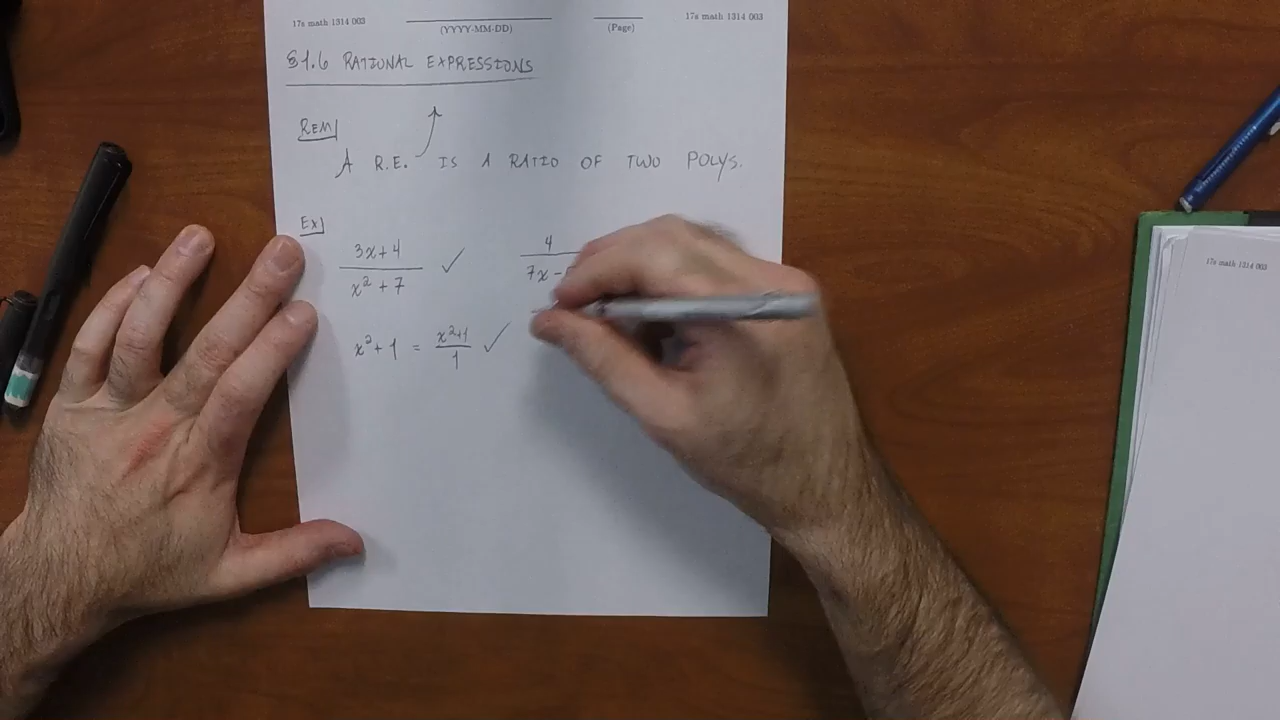 17s math 1314 003 (YYYY-MM-DD) (Page) 17s math 1314 003
§1.6 RATIONAL EXPRESSIONS
REM
A R.E. IS A RATIO OF TWO POLYS.
EX
3x+4 / x² + 7 ✓ 4 / 7x -
x² + 1 = x²+1 / 1 ✓
17s math 1314 003